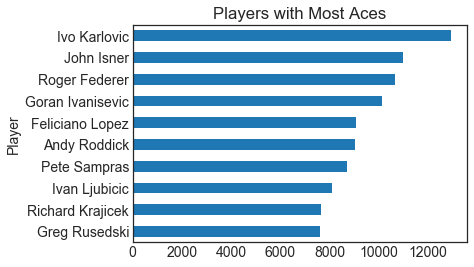 Players with Most Aces
Player
Ivo Karlovic
John Isner
Roger Federer
Goran Ivanisevic
Feliciano Lopez
Andy Roddick
Pete Sampras
Ivan Ljubicic
Richard Krajicek
Greg Rusedski
0 2000 4000 6000 8000 10000 12000